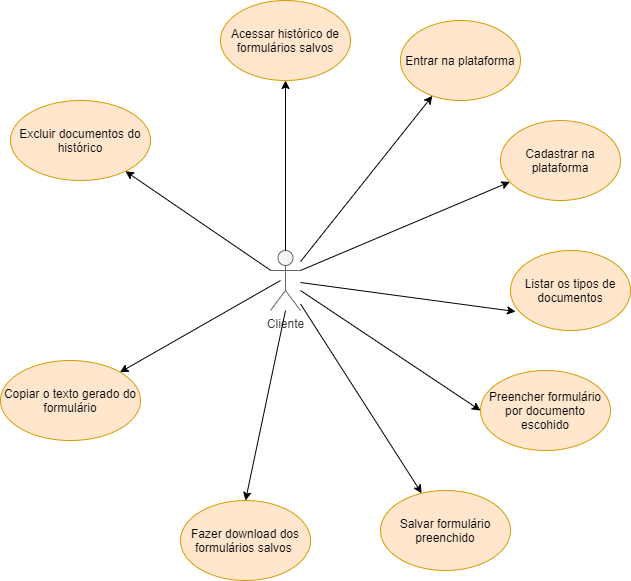 Acessar histórico de
formulários salvos
Entrar na plataforma
Excluir documentos do
histórico
Cadastrar na
plataforma
Listar os tipos de
documentos
Cliente
Copiar o texto gerado do
formulário
Preencher formulário
por documento
escohido
Salvar formulário
preenchido
Fazer download dos
formulários salvos